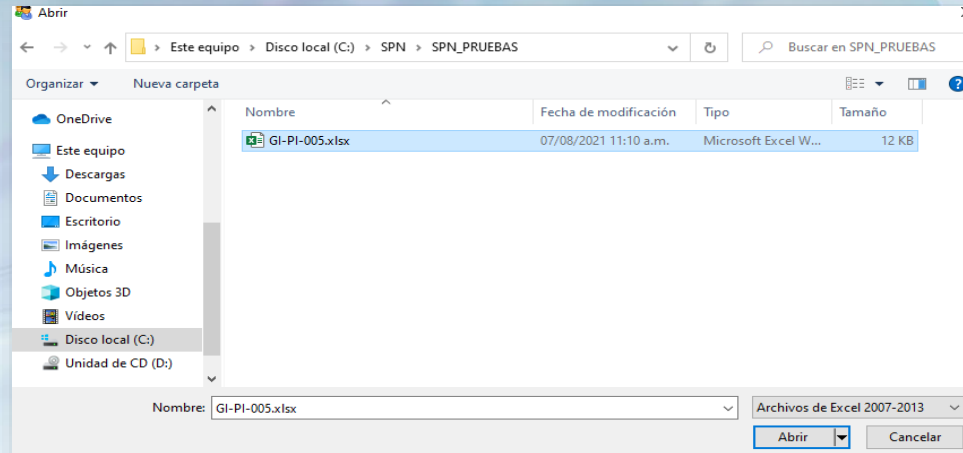 Abrir
Este equipo > Disco local (C:) > SPN > SPN_PRUEBAS
Buscar en SPN_PRUEBAS
Organizar
Nueva carpeta
?
Nombre
Fecha de modificación
Tipo
Tamaño
GI-PI-005.xlsx
07/08/2021 11:10 a.m.
Microsoft Excel W...
12 KB
OneDrive
Este equipo
Descargas
Documentos
Escritorio
Imágenes
Música
Objetos 3D
Vídeos
Disco local (C:)
Unidad de CD (D:)
Nombre: GI-PI-005.xlsx
Archivos de Excel 2007-2013
Abrir
Cancelar